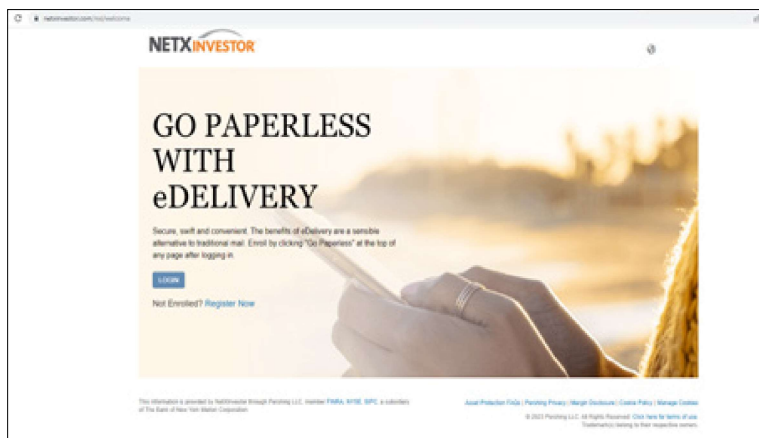 netxinvestor.com/nxi/welcome
NETXINVESTOR
GO PAPERLESS
WITH
eDELIVERY
Secure, swift and convenient. The benefits of eDelivery are a sensible
alternative to traditional mail. Enroll by clicking "Go Paperless" at the top of
any page after logging in.
LOGIN
Not Enrolled? Register Now
This information is provided by NetXInvestor through Pershing LLC, member FINRA, NYSE, SIPC, a subsidiary
of The Bank of New York Mellon Corporation.
Asset Protection FAQs | Pershing Privacy | Margin Disclosure | Cookie Policy | Manage Cookies
© 2023 Pershing LLC. All Rights Reserved. Click here for terms of use.
Trademark(s) belong to their respective owners.